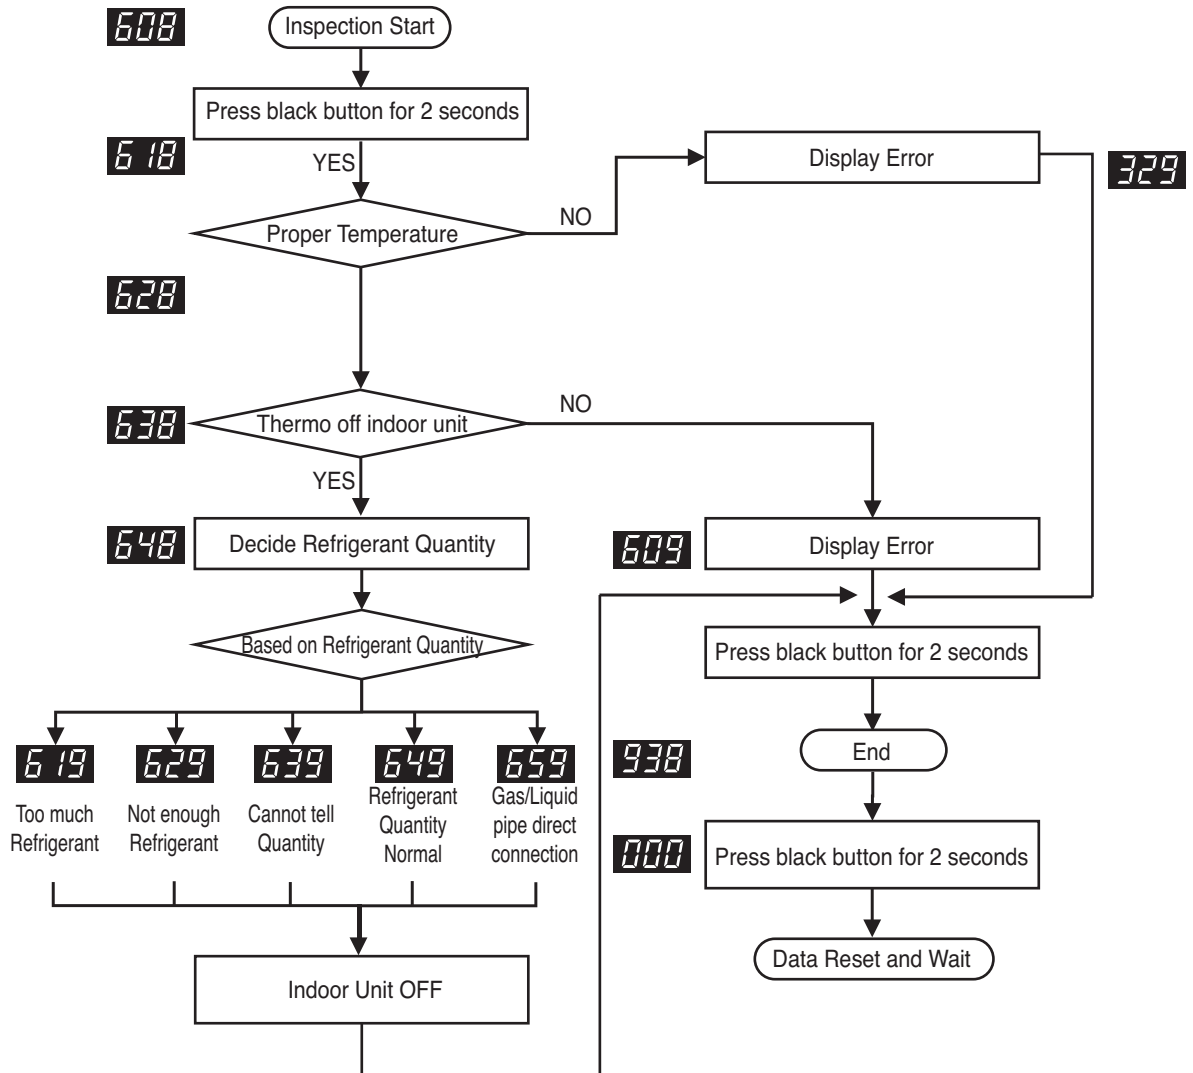 608
Inspection Start
Press black button for 2 seconds
618
YES
Display Error
329
NO
Proper Temperature
628
NO
638
Thermo off indoor unit
YES
648
Decide Refrigerant Quantity
609
Display Error
Based on Refrigerant Quantity
Press black button for 2 seconds
619
Too much
Refrigerant
629
Not enough
Refrigerant
639
Cannot tell
Quantity
649
Refrigerant
Quantity
Normal
659
Gas/Liquid
pipe direct
connection
938
End
000
Press black button for 2 seconds
Data Reset and Wait
Indoor Unit OFF